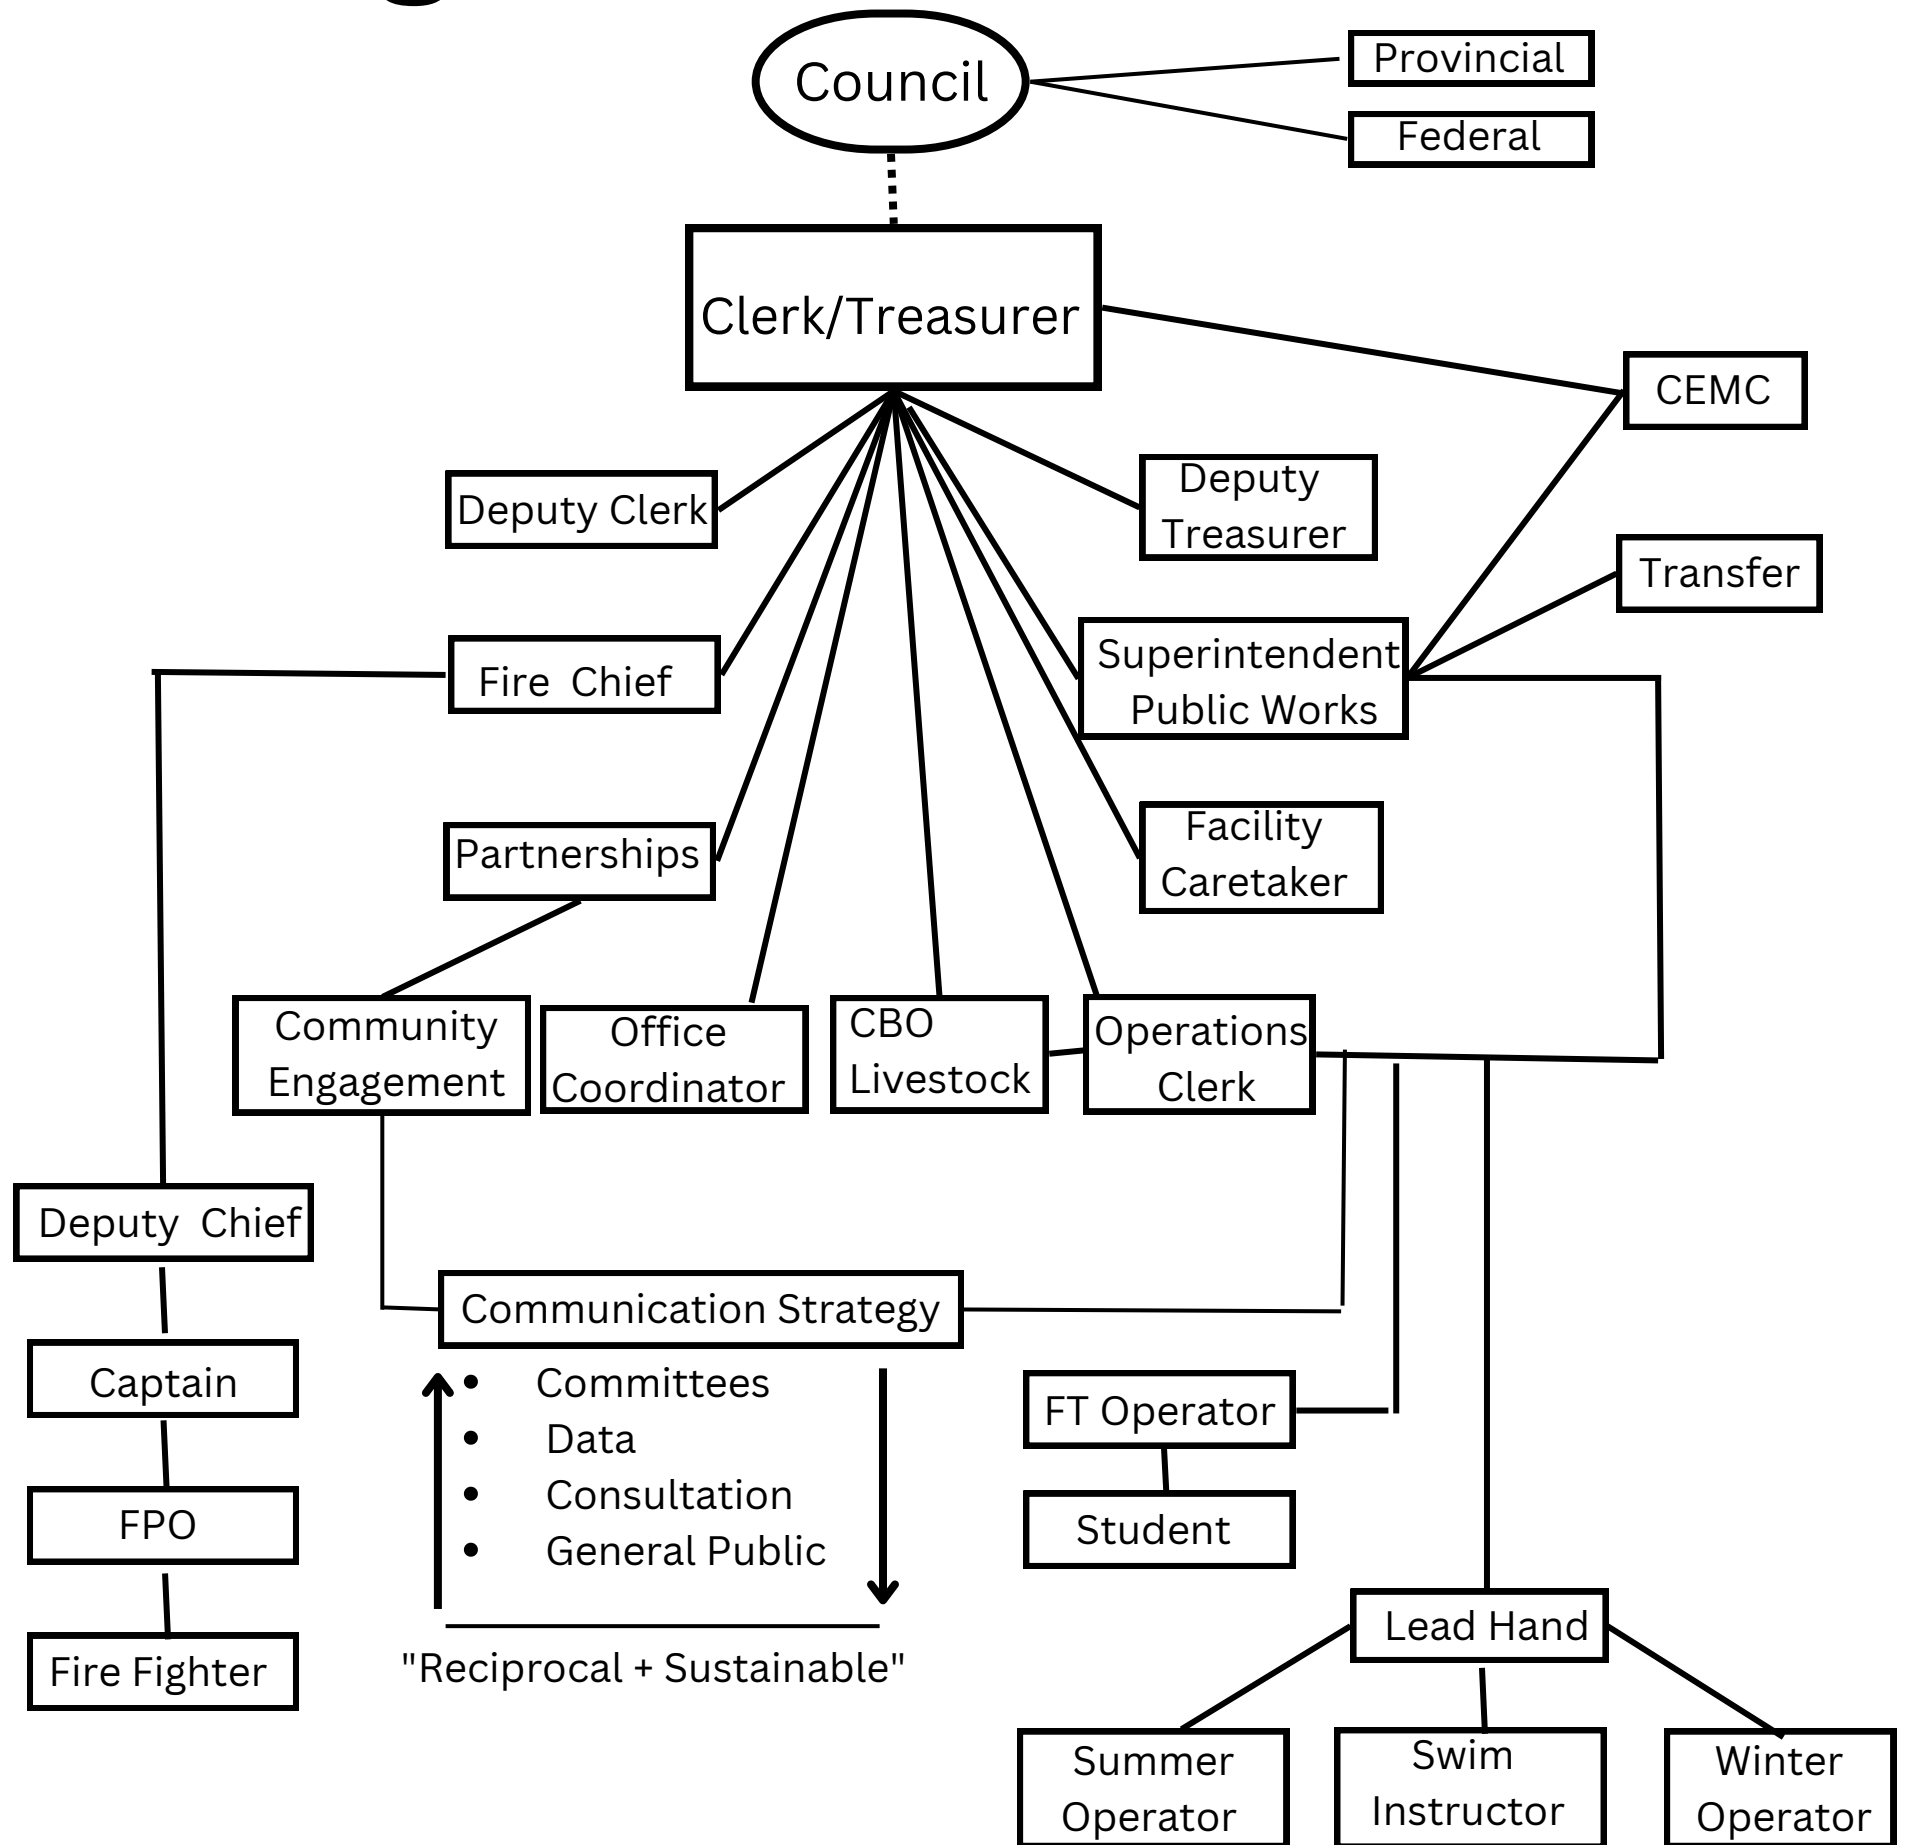 Council
Provincial
Federal
Clerk/Treasurer
CEMC
Deputy Clerk
Deputy
Treasurer
Transfer
Fire Chief
Superintendent
Public Works
Partnerships
Facility
Caretaker
Community
Engagement
Office
Coordinator
CBO
Livestock
Operations
Clerk
Deputy Chief
Communication Strategy
Captain
• Committees
• Data
• Consultation
• General Public
FT Operator
Student
FPO
Fire Fighter
"Reciprocal + Sustainable"
Lead Hand
Summer
Operator
Swim
Instructor
Winter
Operator